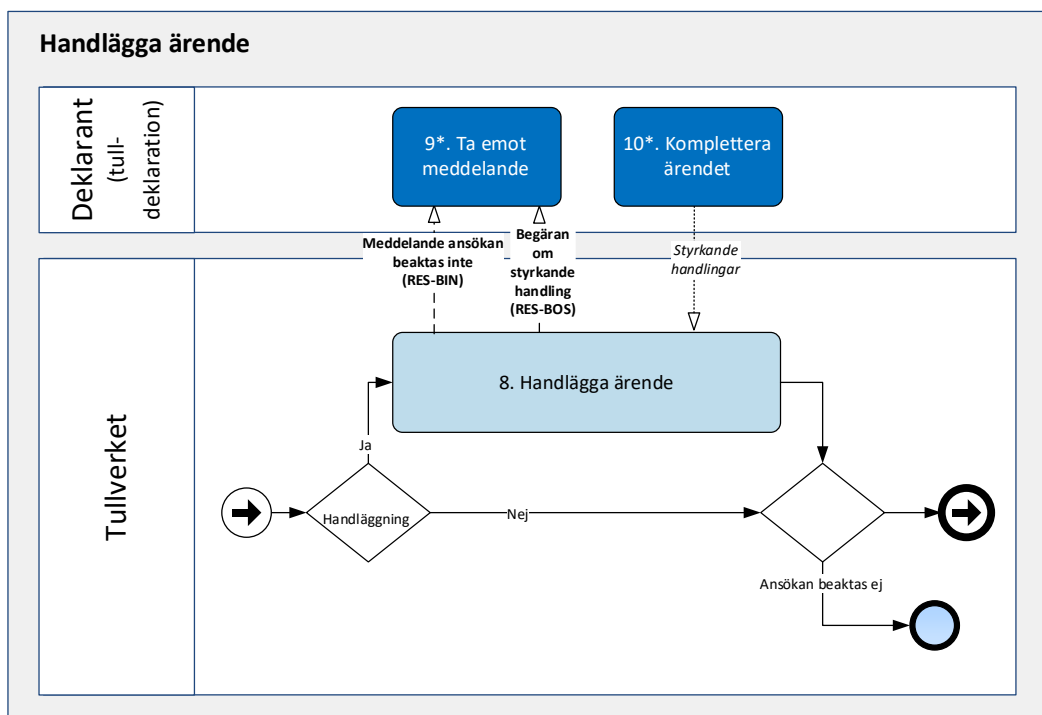 Handlägga ärende
Deklarant
(tull-
deklaration)
9*. Ta emot
meddelande
10*. Komplettera
ärendet
Meddelande ansökan
beaktas inte
(RES-BIN)
Begäran
om
styrkande
handling
(RES-BOS)
Styrkande
handlingar
Tullverket
8. Handlägga ärende
Ja
Handläggning
Nej
Ansökan beaktas ej